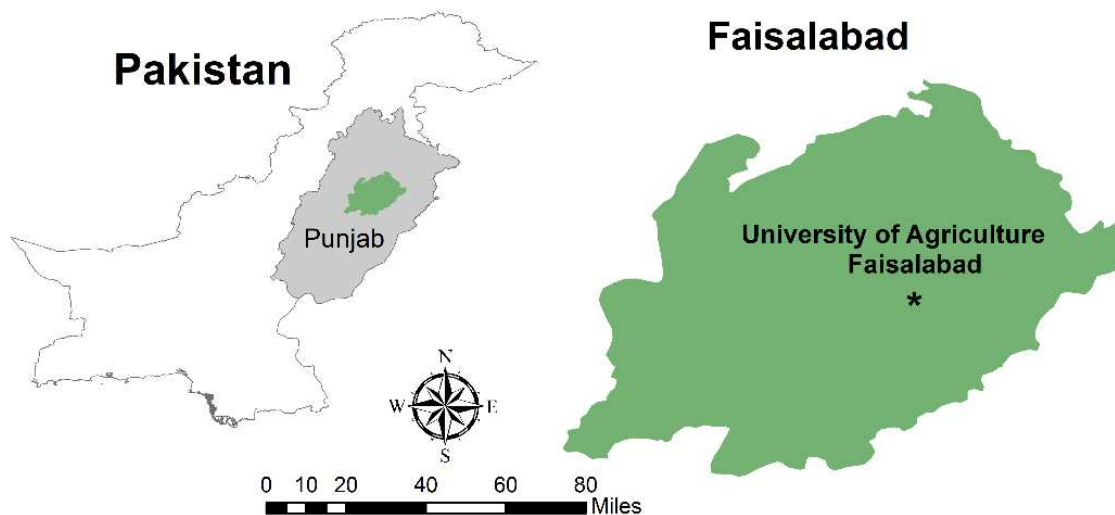 Pakistan
Faisalabad
Punjab
University of Agriculture
Faisalabad
*
N
W E
S
0 10 20 40 60 80
Miles